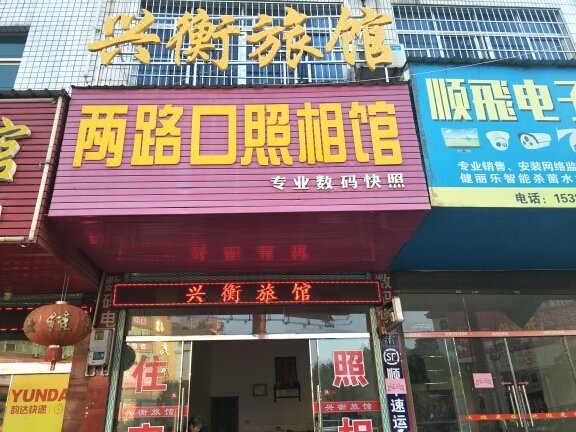 兴衡旅馆
两路口照相馆
专业数码快照
顺飛电子
专业销售、安装网络监
健丽乐智能杀菌水
电话：153
兴衡旅馆
数码
住
照
相
兴衡旅馆
兴衡旅馆
SF
顺
速运
YUNDA
韵达快递